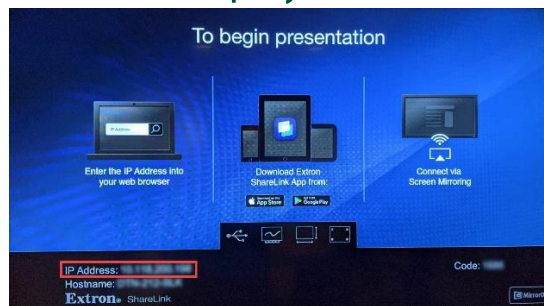 To begin presentation
IP Address
Enter the IP Address into
your web browser
Download Extron
ShareLink App from:
App Store
Google Play
Connect via
Screen Mirroring
IP Address:
Hostname:
Code:
Extron® ShareLink